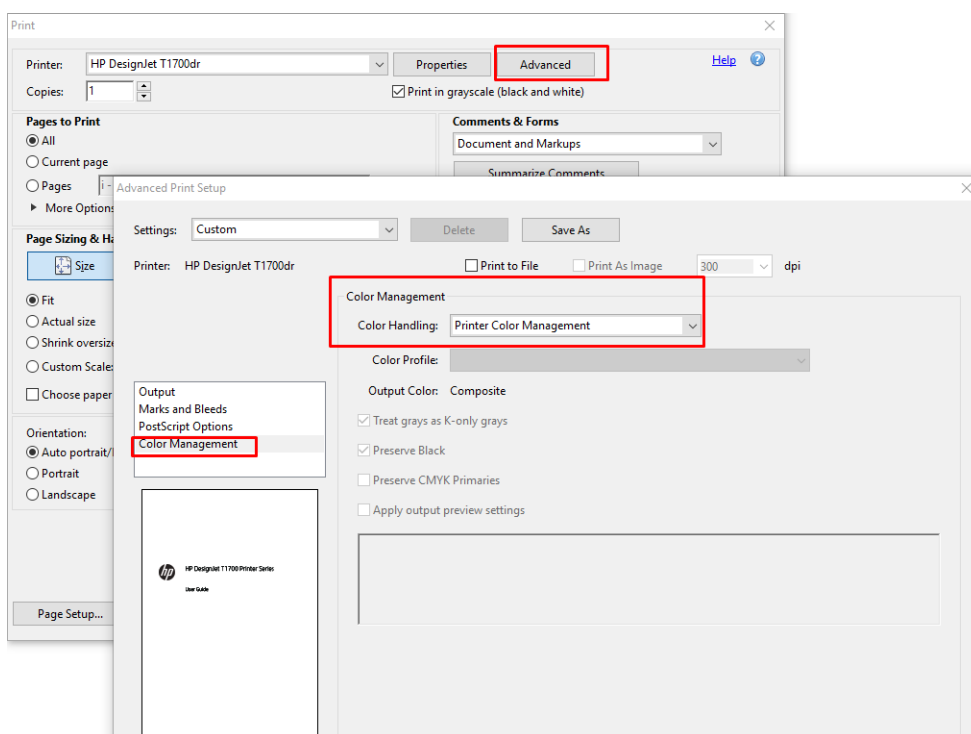 Print
Printer: HP DesignJet T1700dr Properties Advanced Help ?
Copies: 1 Print in grayscale (black and white)
Pages to Print
All
Current page
Pages i -
More Options
Comments & Forms
Document and Markups
Summarize Comments
Page Sizing & Ha
Size
Fit
Actual size
Shrink oversize
Custom Scale:
Choose paper
Orientation:
Auto portrait/l
Portrait
Landscape
Page Setup...
Advanced Print Setup
Settings: Custom Delete Save As
Printer: HP DesignJet T1700dr Print to File Print As Image 300 dpi
Output
Marks and Bleeds
PostScript Options
Color Management
Color Management
Color Handling: Printer Color Management
Color Profile:
Output Color: Composite
Treat grays as K-only grays
Preserve Black
Preserve CMYK Primaries
Apply output preview settings
hp HP DesignJet T1700 Printer Series
User Guide